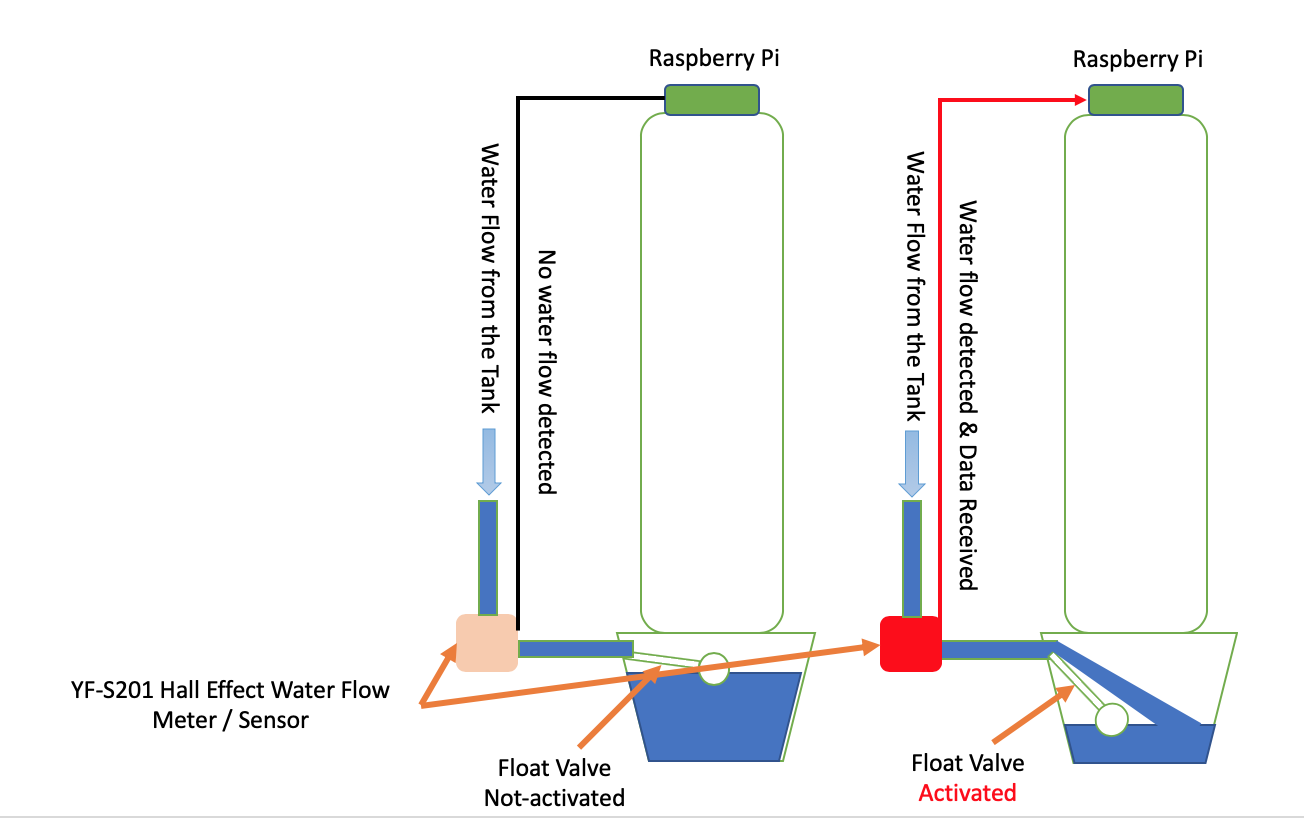 Raspberry Pi
Raspberry Pi
Water Flow from the Tank
No water flow detected
Water Flow from the Tank
Water flow detected & Data Received
YF-S201 Hall Effect Water Flow
Meter / Sensor
Float Valve
Not-activated
Float Valve
Activated